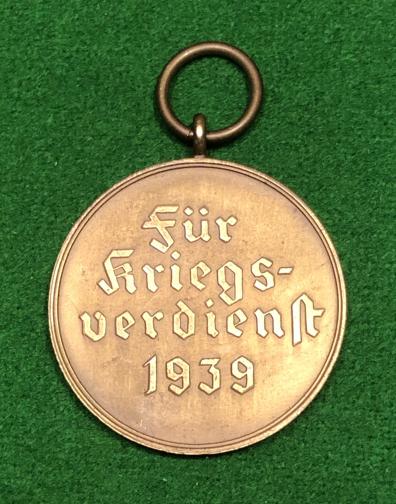 Für
Kriegs-
verdienſt
1939